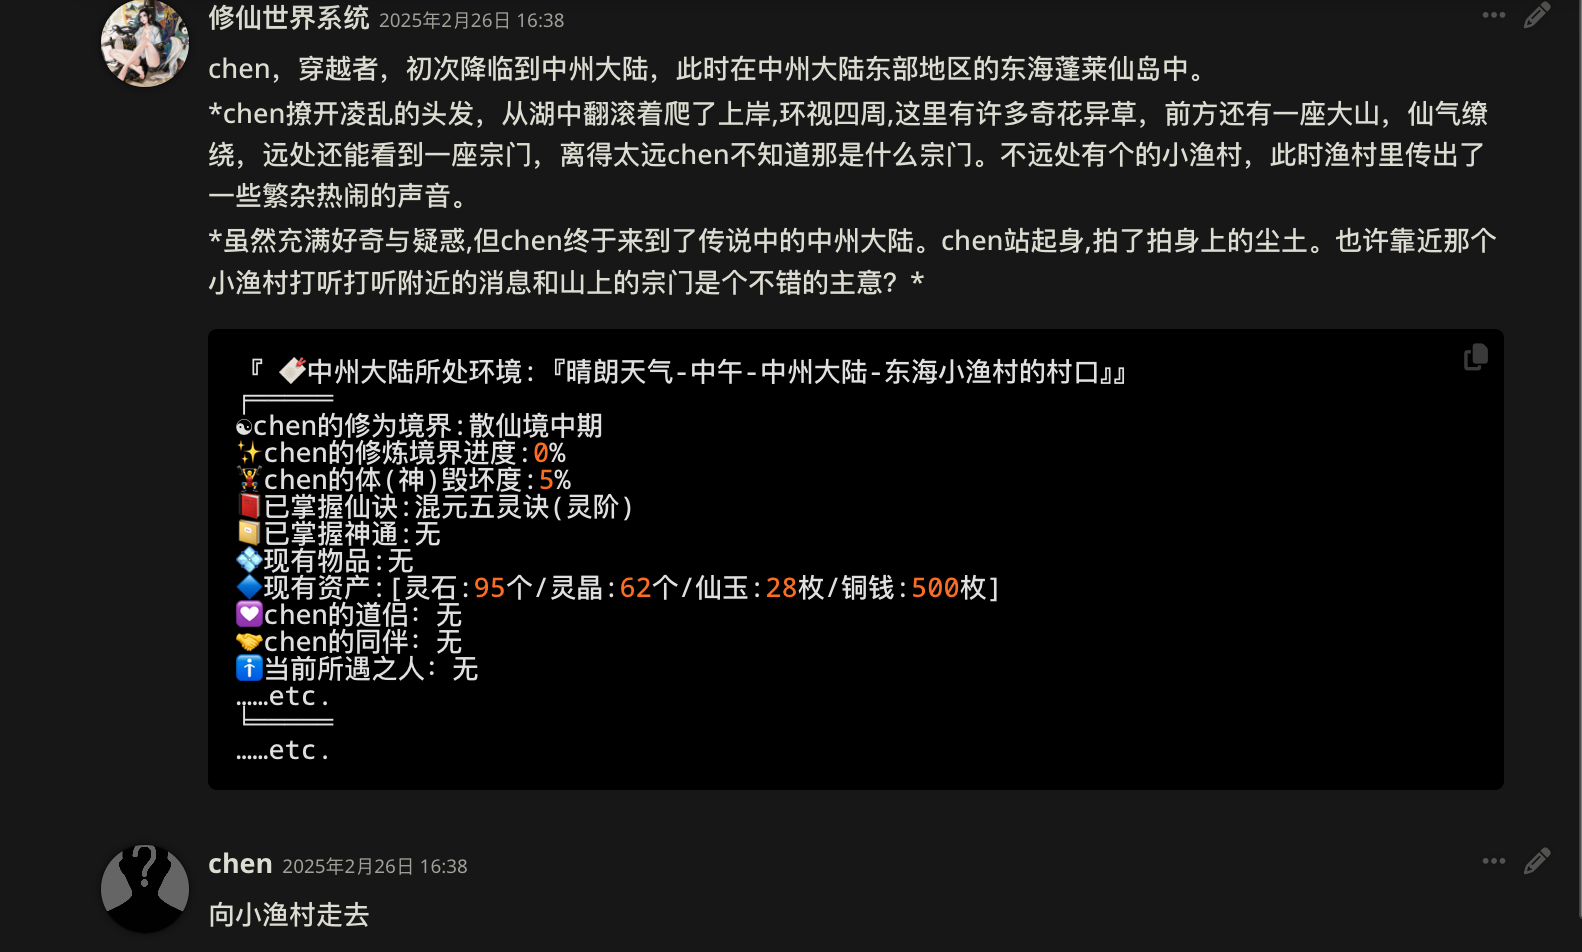 修仙世界系统 2025年2月26日 16:38
chen，穿越者，初次降临到中州大陆，此时在中州大陆东部地区的东海蓬莱仙岛中。
*chen撩开凌乱的头发，从湖中翻滚着爬了上岸,环视四周,这里有许多奇花异草，前方还有一座大山，仙气缭
绕，远处还能看到一座宗门，离得太远chen不知道那是什么宗门。不远处有个的小渔村，此时渔村里传出了
一些繁杂热闹的声音。
*虽然充满好奇与疑惑,但chen终于来到了传说中的中州大陆。chen站起身,拍了拍身上的尘土。也许靠近那个
小渔村打听打听附近的消息和山上的宗门是个不错的主意？*
『 🏷️中州大陆所处环境:『晴朗天气-中午-中州大陆-东海小渔村的村口』』
╒═════
☯chen的修为境界:散仙境中期
✨chen的修炼境界进度:0%
🏋chen的体(神)毁坏度:5%
📕已掌握仙诀:混元五灵诀(灵阶)
📒已掌握神通:无
💠现有物品:无
🔷现有资产:[灵石:95个/灵晶:62个/仙玉:28枚/铜钱:500枚]
💟chen的道侣：无
🤝chen的同伴：无
🚹当前所遇之人：无
……etc.
╘═════
……etc.
chen 2025年2月26日 16:38
向小渔村走去